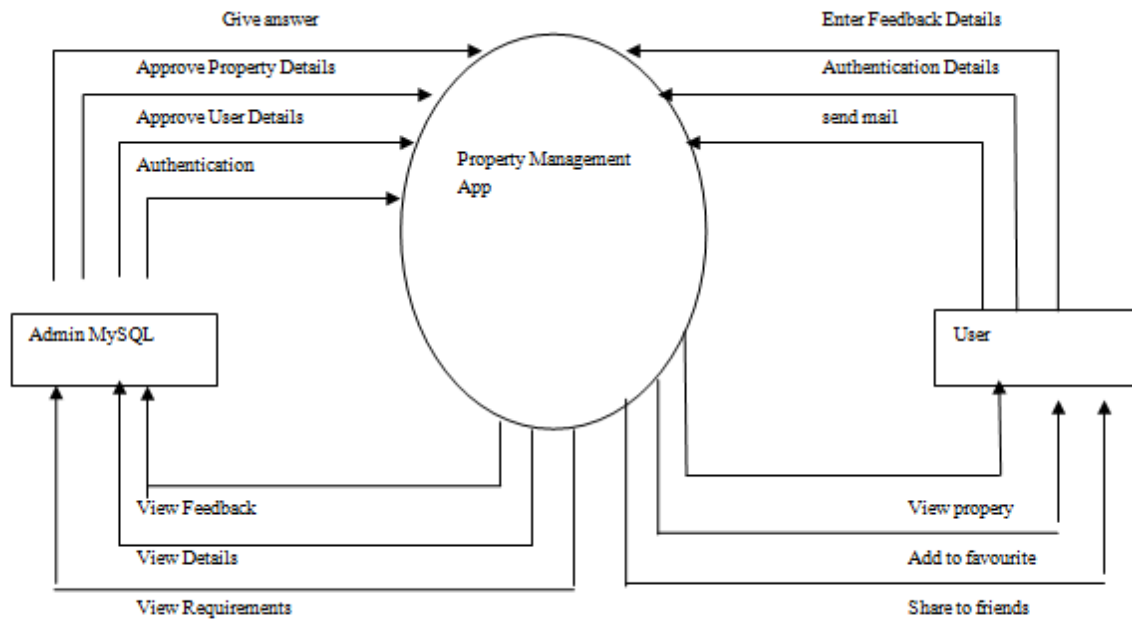 Give answer
Enter Feedback Details
Approve Property Details
Authentication Details
Approve User Details
send mail
Authentication
Property Management
App
Admin MySQL
User
View Feedback
View propery
View Details
Add to favourite
View Requirements
Share to friends